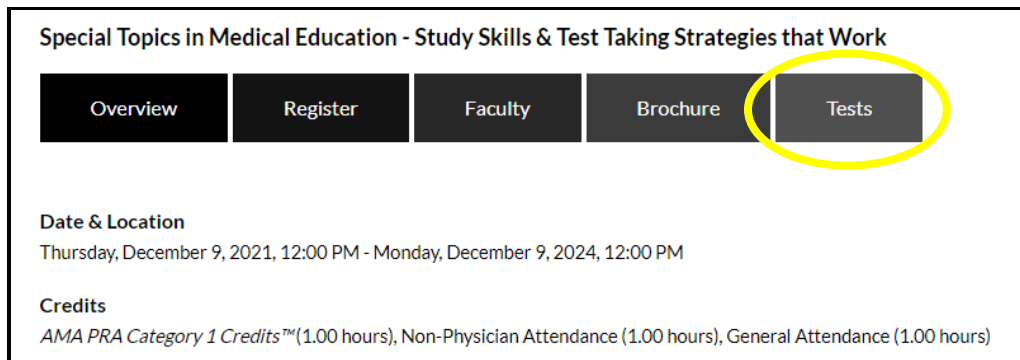 Special Topics in Medical Education - Study Skills & Test Taking Strategies that Work
Overview Register Faculty Brochure Tests
Date & Location
Thursday, December 9, 2021, 12:00 PM - Monday, December 9, 2024, 12:00 PM
Credits
AMA PRA Category 1 Credits™ (1.00 hours), Non-Physician Attendance (1.00 hours), General Attendance (1.00 hours)